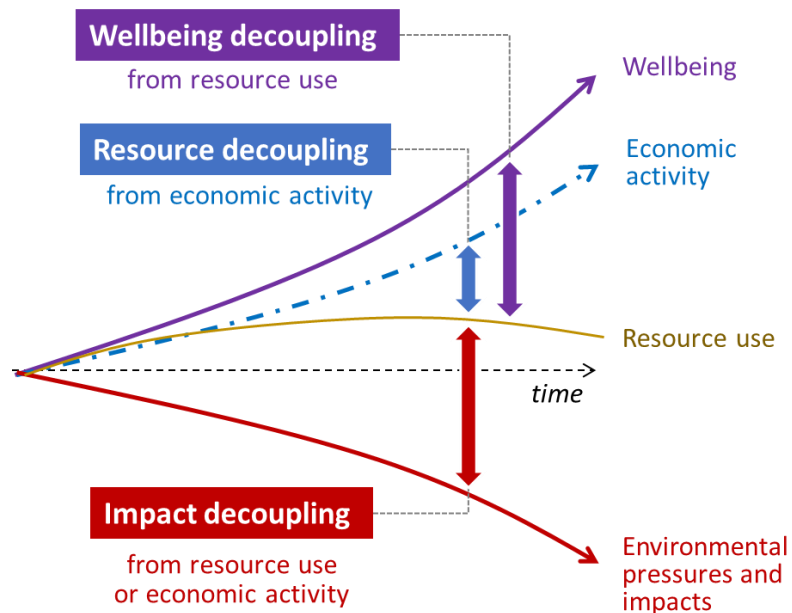 Wellbeing decoupling
from resource use
Wellbeing
Resource decoupling
from economic activity
Economic
activity
Resource use
time
Impact decoupling
from resource use
or economic activity
Environmental
pressures and
impacts